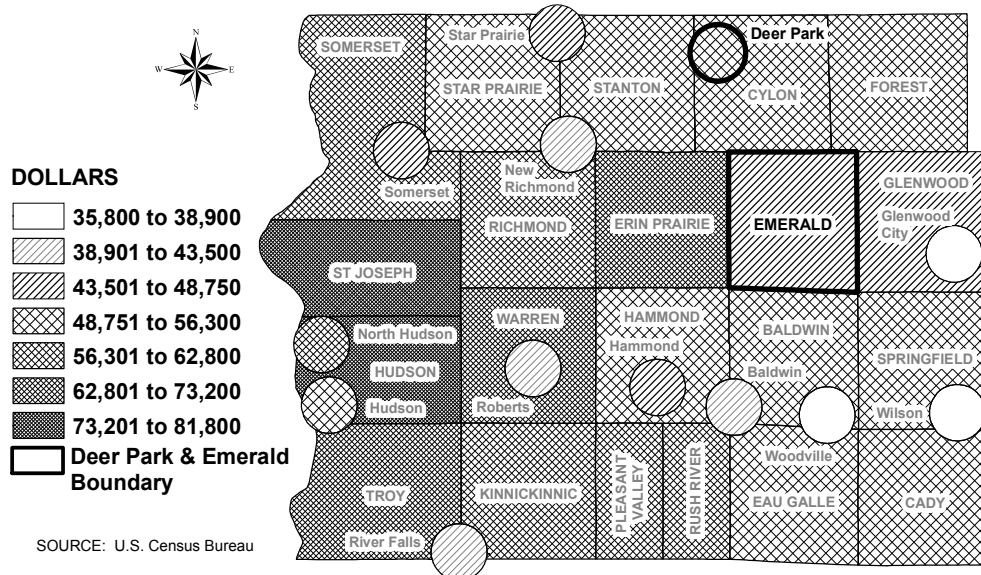 N
W
E
S
DOLLARS
35,800 to 38,900
38,901 to 43,500
43,501 to 48,750
48,751 to 56,300
56,301 to 62,800
62,801 to 73,200
73,201 to 81,800
Deer Park & Emerald
Boundary
SOURCE: U.S. Census Bureau
SOMERSET
Star Prairie
Deer Park
STAR PRAIRIE
STANTON
CYLON
FOREST
Somerset
New
Richmond
RICHMOND
ERIN PRAIRIE
EMERALD
GLENWOOD
Glenwood
City
ST JOSEPH
North Hudson
HUDSON
Hudson
WARREN
Roberts
HAMMOND
Hammond
BALDWIN
Baldwin
SPRINGFIELD
Wilson
Woodville
TROY
River Falls
KINNICKINNIC
PLEASANT
VALLEY
RUSH RIVER
EAU GALLE
CADY